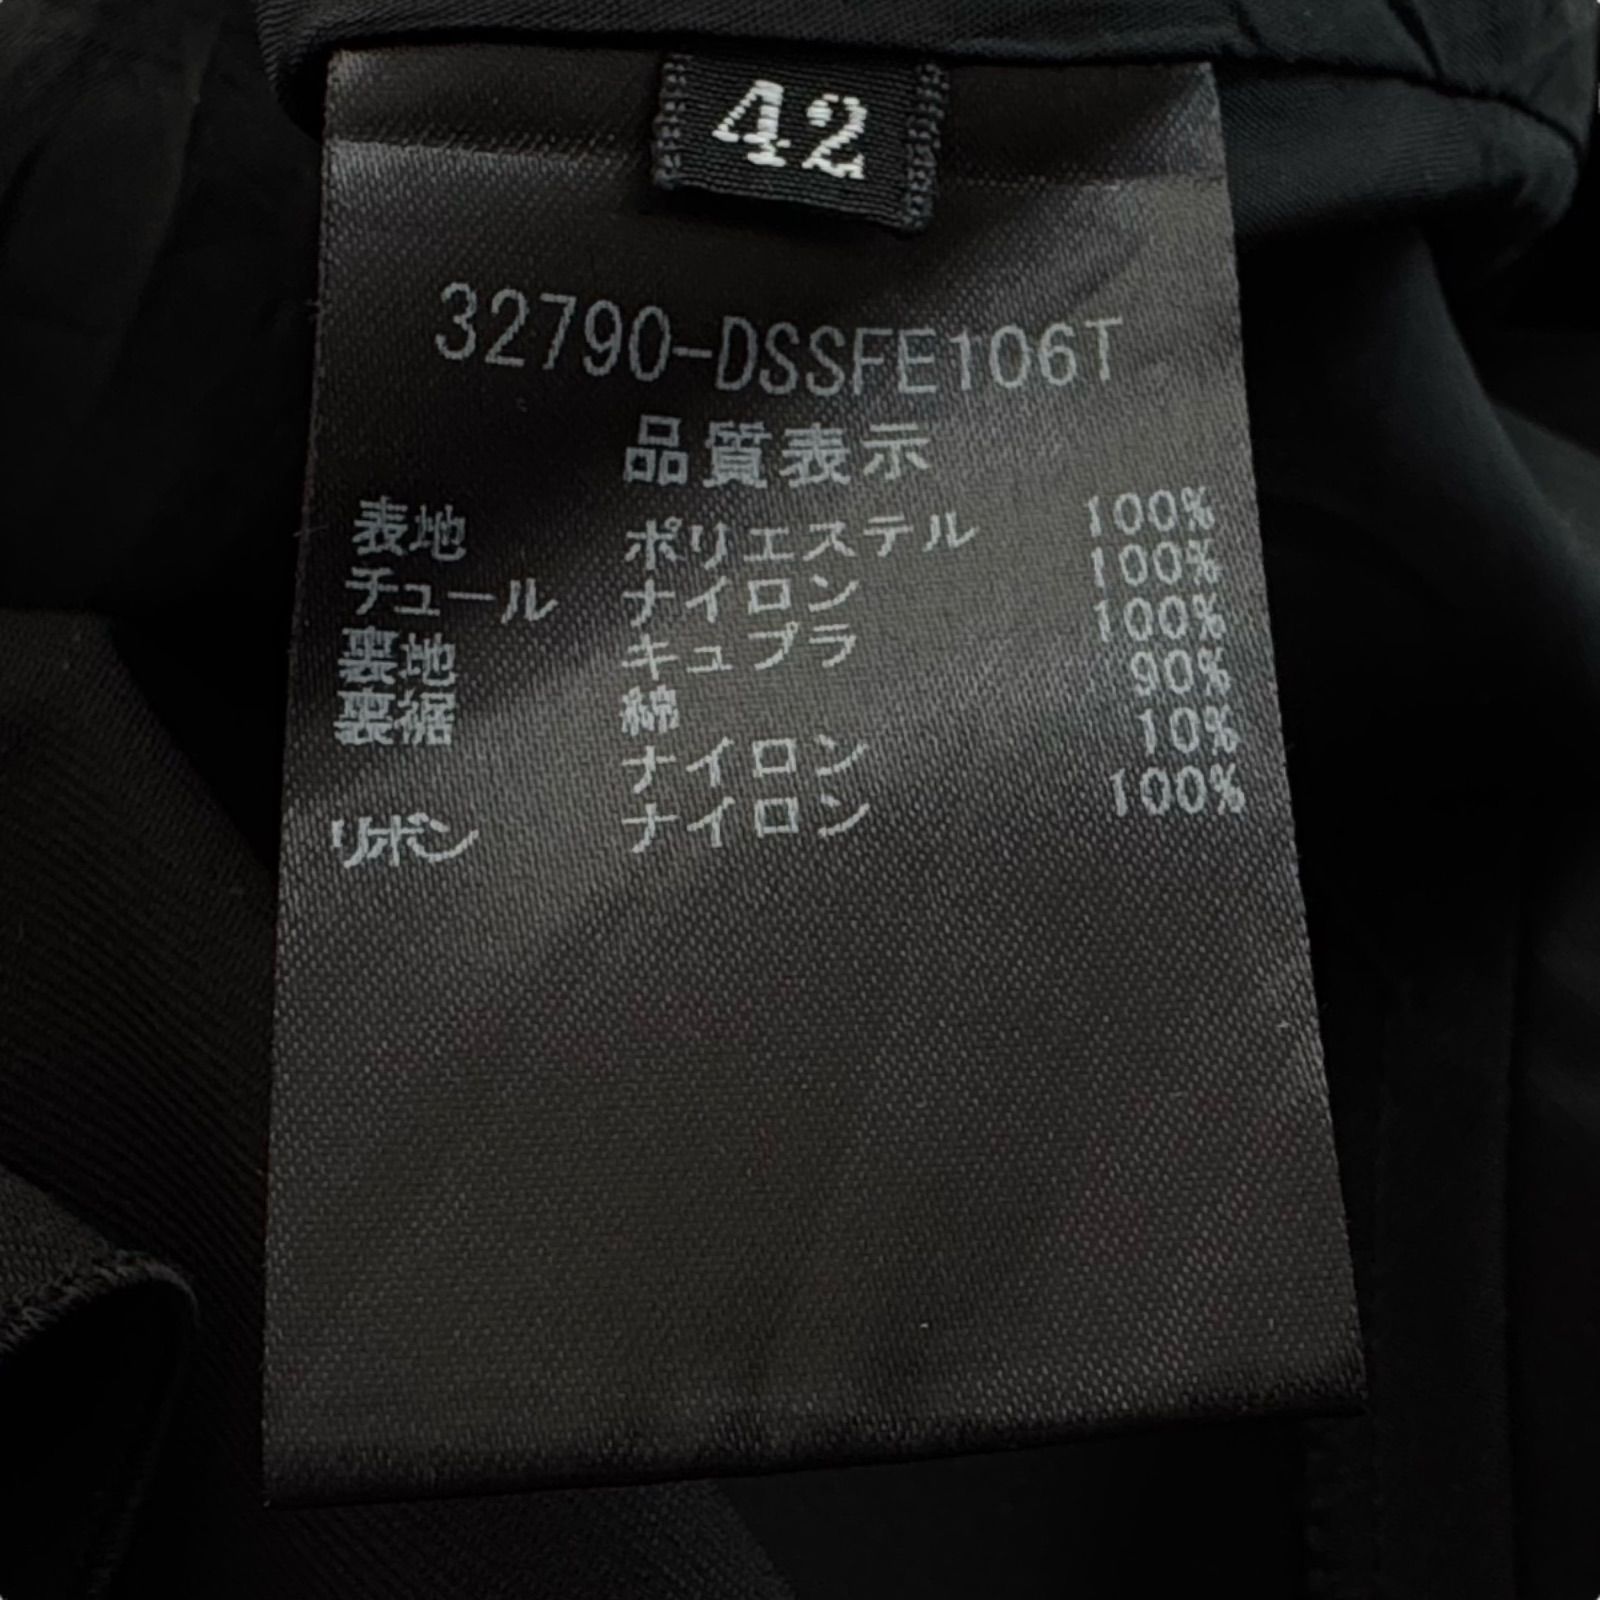 42
32790-DSSFE106T
品質表示
表地 ポリエステル 100%
チュール ナイロン 100%
裏地 キュプラ 100%
裏裾 綿 90%
ナイロン 10%
リボン ナイロン 100%